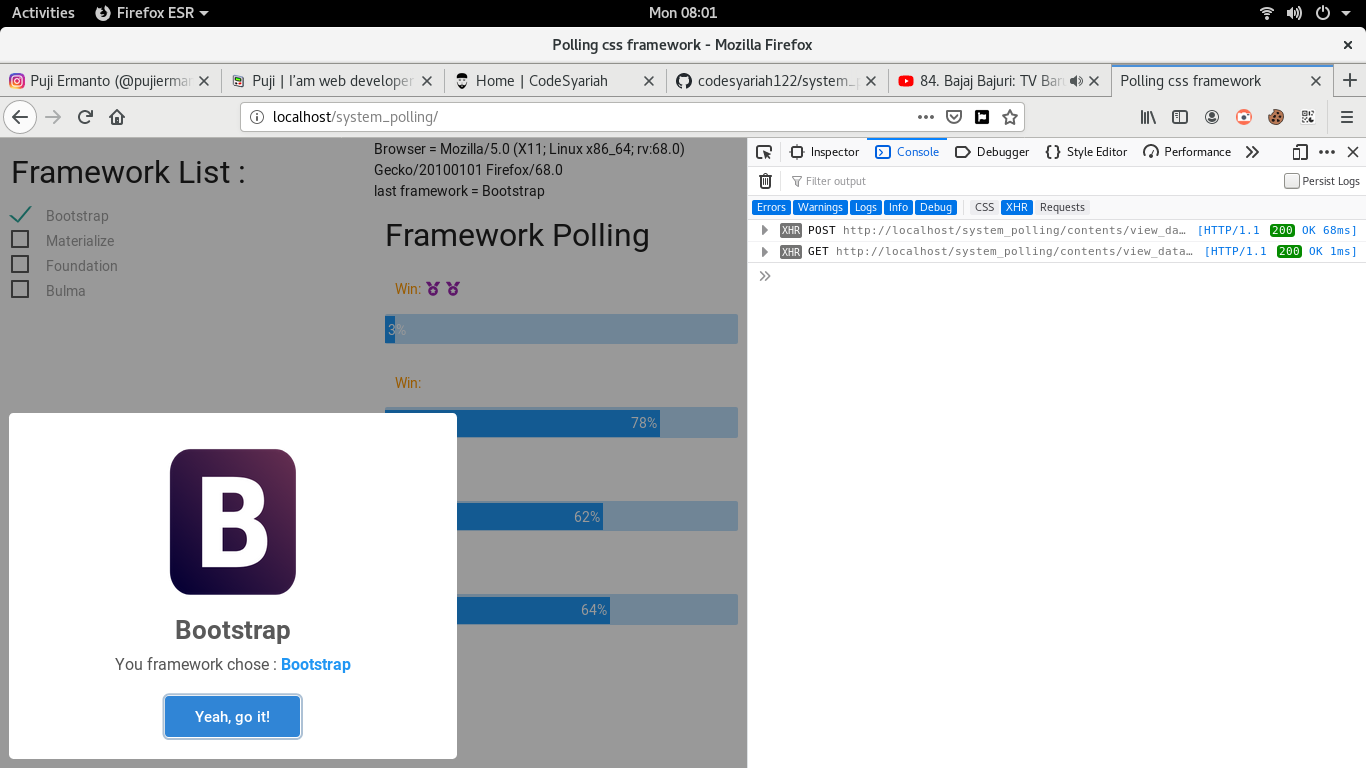 Activities Firefox ESR Mon 08:01
Polling css framework - Mozilla Firefox
Puji Ermanto (@pujierman Puji | I'am web developer Home | CodeSyariah codesyariah122/system_p 84. Bajaj Bajuri: TV Baru Polling css framework
localhost/system_polling/
Framework List :
Bootstrap
Materialize
Foundation
Bulma
Browser = Mozilla/5.0 (X11; Linux x86_64; rv:68.0)
Gecko/20100101 Firefox/68.0
last framework = Bootstrap
Framework Polling
Win:
3%
Win:
78%
62%
64%
B
Bootstrap
You framework chose : Bootstrap
Yeah, go it!
Inspector Console Debugger Style Editor Performance
Filter output Persist Logs
Errors Warnings Logs Info Debug CSS XHR Requests
XHR POST http://localhost/system_polling/contents/view_da… [HTTP/1.1 200 OK 68ms]
XHR GET http://localhost/system_polling/contents/view_data… [HTTP/1.1 200 OK 1ms]